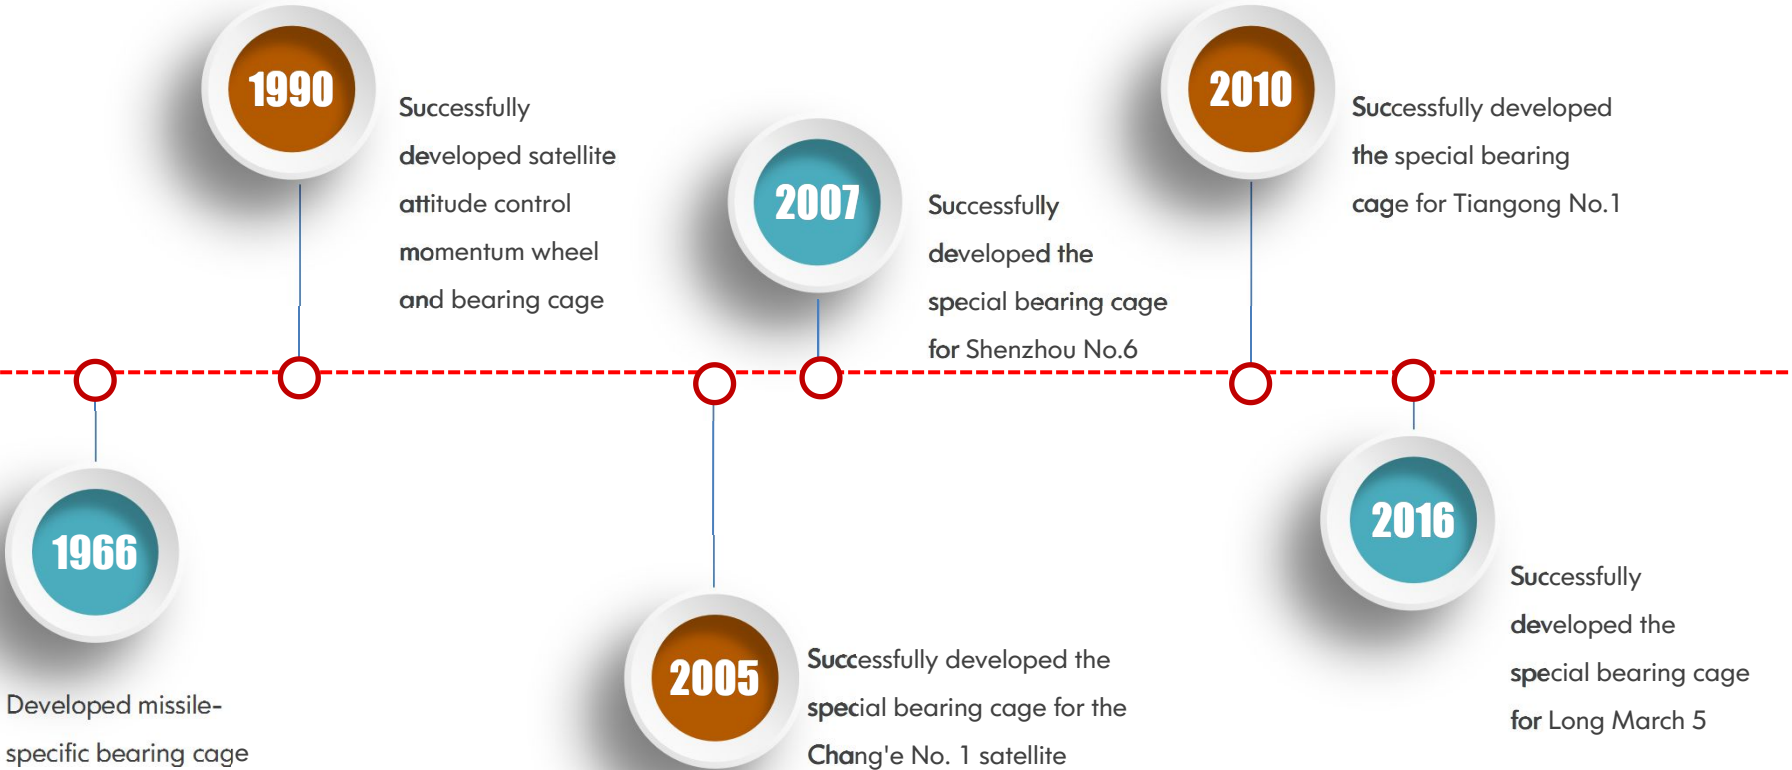 1990
Successfully
developed satellite
attitude control
momentum wheel
and bearing cage
2007
Successfully
developed the
special bearing cage
for Shenzhou No.6
2010
Successfully developed
the special bearing
cage for Tiangong No.1
1966
Developed missile-
specific bearing cage
2005
Successfully developed the
special bearing cage for the
Chang'e No. 1 satellite
2016
Successfully
developed the
special bearing cage
for Long March 5